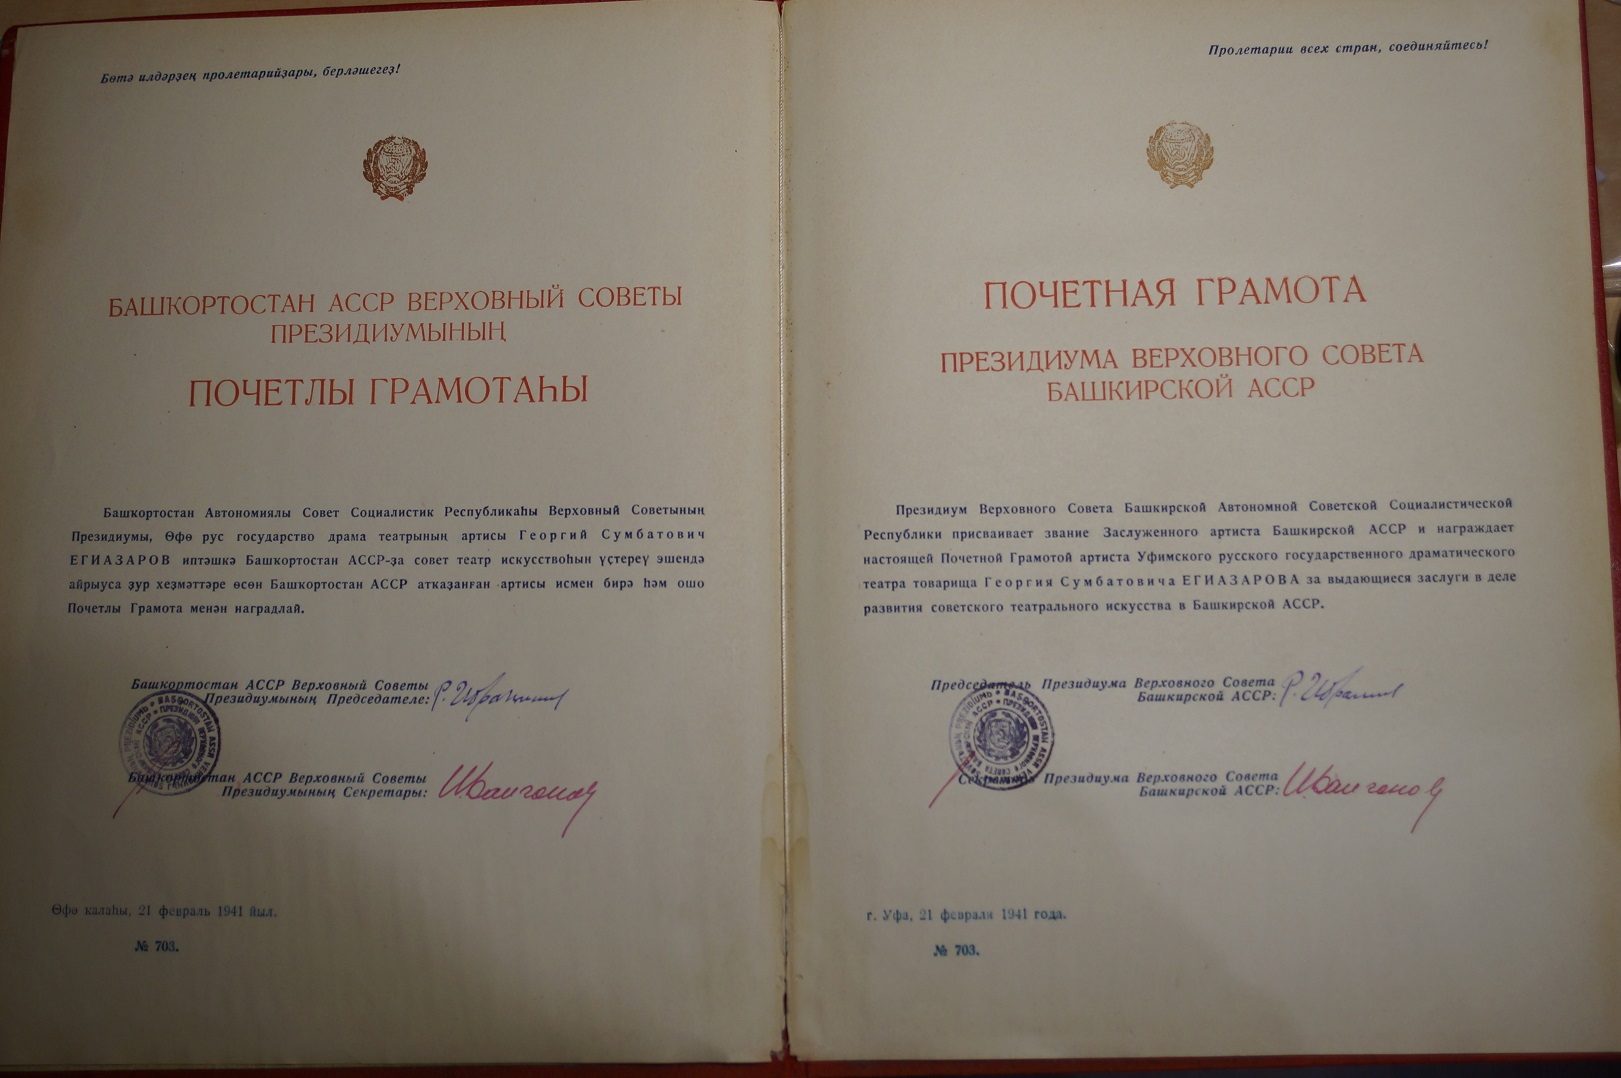 Бөтә илдәрҙең пролетарийҙары, берләшегеҙ!
БАШКОРТОСТАН АССР ВЕРХОВНЫЙ СОВЕТЫ
ПРЕЗИДИУМЫНЫҢ
ПОЧЕТЛЫ ГРАМОТАҺЫ
Башкортостан Автономиялы Совет Социалистик Республикаһы Верховный Советының
Президиумы, Өфө рус государство драма театрының артисы Георгий Сумбатович
ЕГИАЗАРОВ иптәшкә Башкортостан АССР-ҙа совет театр искусствоһын үҫтереү эшендә
айрыуса ҙур хеҙмәттәре өсөн Башкортостан АССР атказанған артисы исмен бирә һәм ошо
Почетлы Грамота менән наградлай.
Башкортостан АССР Верховный Советы
Президиумының Председателе: Р. Ибрагимов
Башкортостан АССР Верховный Советы
Президиумының Секретары:
Өфө калаһы, 21 февраль 1941 йыл.
№ 703.
Пролетарии всех стран, соединяйтесь!
ПОЧЕТНАЯ ГРАМОТА
ПРЕЗИДИУМА ВЕРХОВНОГО СОВЕТА
БАШКИРСКОЙ АССР
Президиум Верховного Совета Башкирской Автономной Советской Социалистической
Республики присваивает звание Заслуженного артиста Башкирской АССР и награждает
настоящей Почетной Грамотой артиста Уфимского русского государственного драматического
театра товарища Георгия Сумбатовича ЕГИАЗАРОВА за выдающиеся заслуги в деле
развития советского театрального искусства в Башкирской АССР.
Председатель Президиума Верховного Совета
Башкирской АССР: Р. Ибрагимов
Секретарь Президиума Верховного Совета
Башкирской АССР:
г. Уфа, 21 февраля 1941 года.
№ 703.